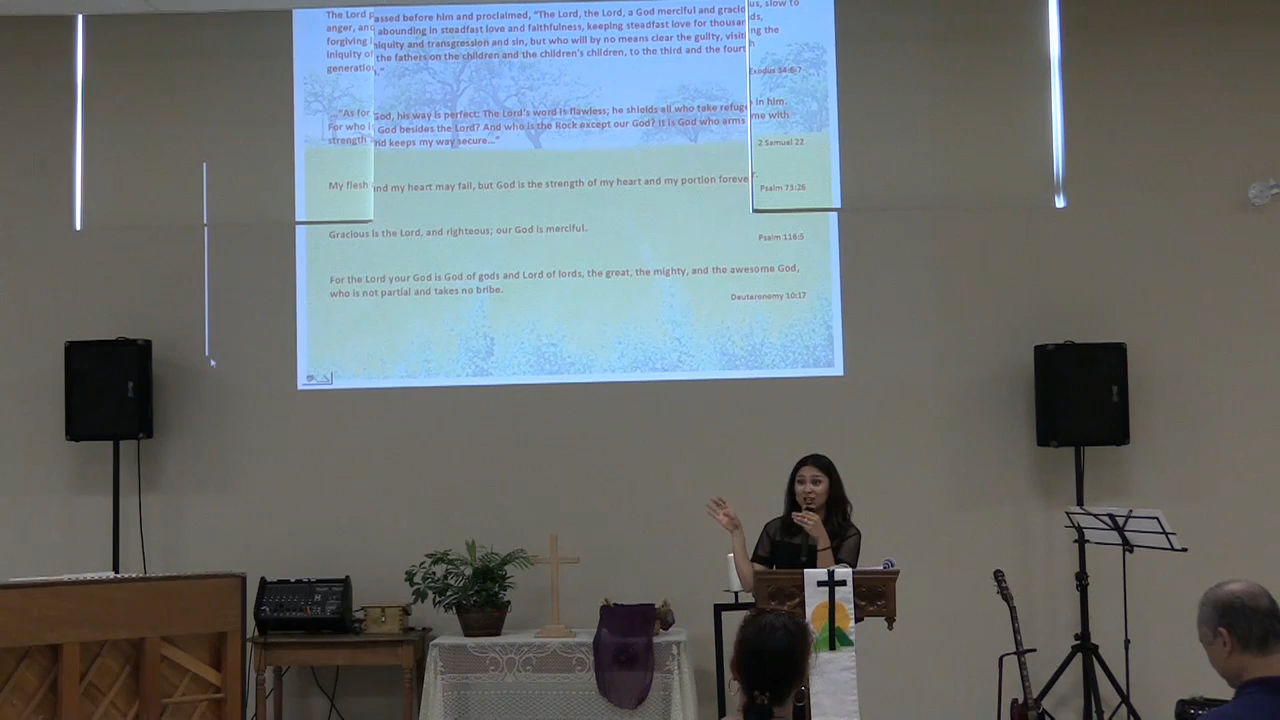 The Lord passed before him and proclaimed, "The Lord, the Lord, a God merciful and gracious, slow to
anger, and abounding in steadfast love and faithfulness, keeping steadfast love for thousands,
forgiving iniquity and transgression and sin, but who will by no means clear the guilty, visiting the
iniquity of the fathers on the children and the children's children, to the third and the fourth
generation."
Exodus 34:6-7
"As for God, his way is perfect: The Lord's word is flawless; he shields all who take refuge in him.
For who is God besides the Lord? And who is the Rock except our God? It is God who arms me with
strength and keeps my way secure..."
2 Samuel 22
My flesh and my heart may fail, but God is the strength of my heart and my portion forever.
Psalm 73:26
Gracious is the Lord, and righteous; our God is merciful.
Psalm 116:5
For the Lord your God is God of gods and Lord of lords, the great, the mighty, and the awesome God,
who is not partial and takes no bribe.
Deutaronomy 10:17